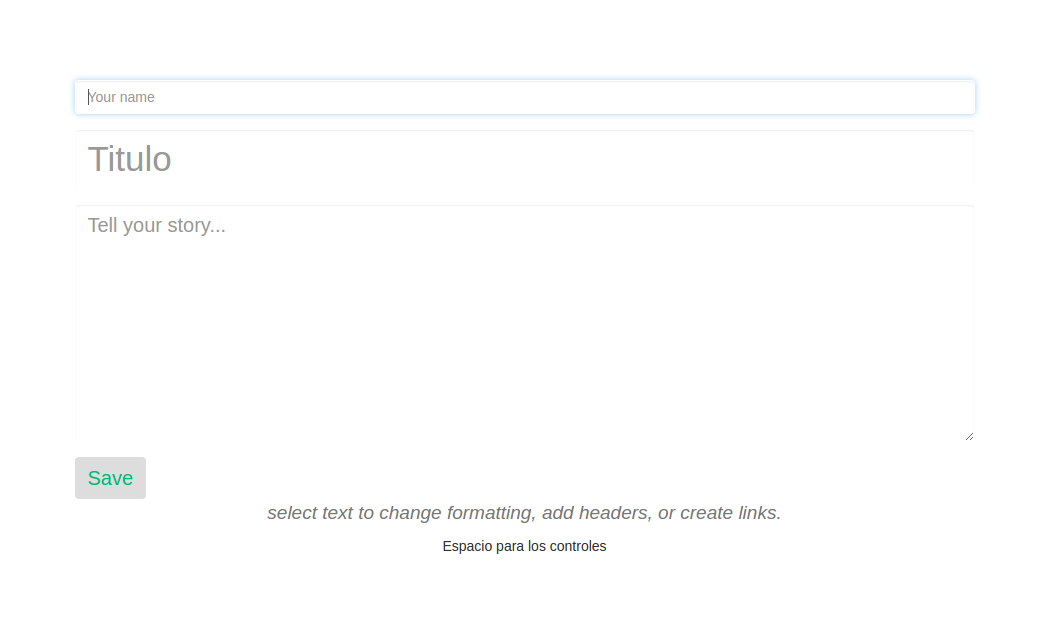 Your name
Titulo
Tell your story...
Save
select text to change formatting, add headers, or create links.
Espacio para los controles